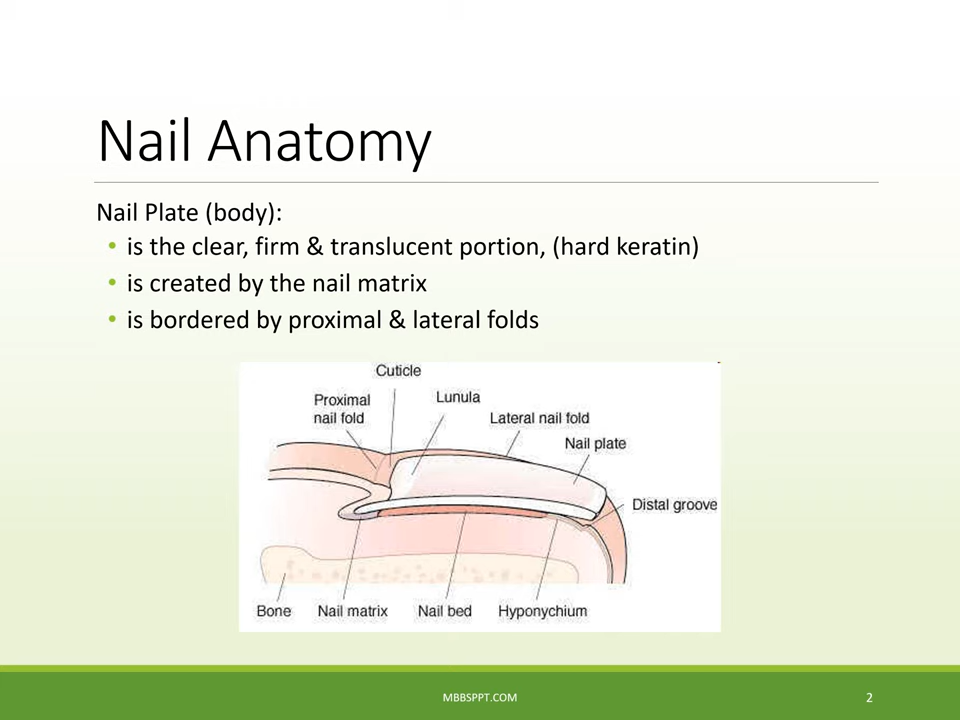 Nail Anatomy
Nail Plate (body):
• is the clear, firm & translucent portion, (hard keratin)
• is created by the nail matrix
• is bordered by proximal & lateral folds
Cuticle
Proximal
nail fold
Lunula
Lateral nail fold
Nail plate
Distal groove
Bone
Nail matrix
Nail bed
Hyponychium
MBBSPPT.COM
2